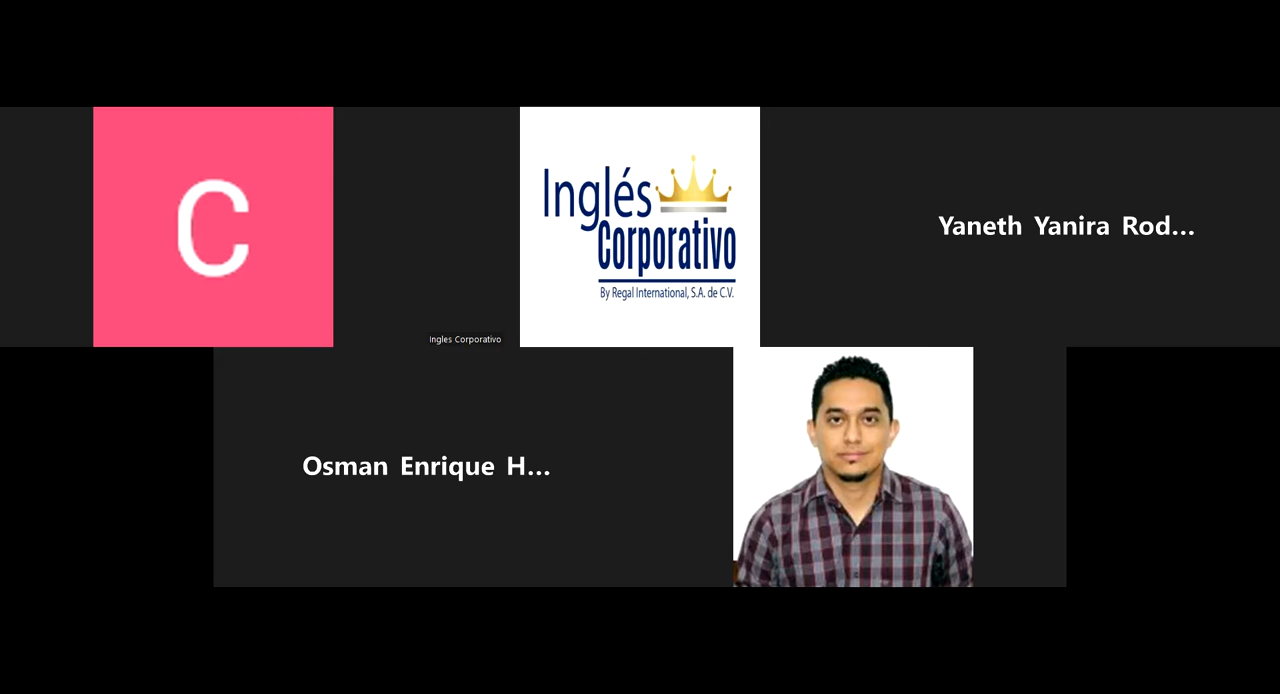 C
Inglés
Corporativo
By Regal International, S.A. de C.V.
Yaneth Yanira Rod...
Ingles Corporativo
Osman Enrique H...